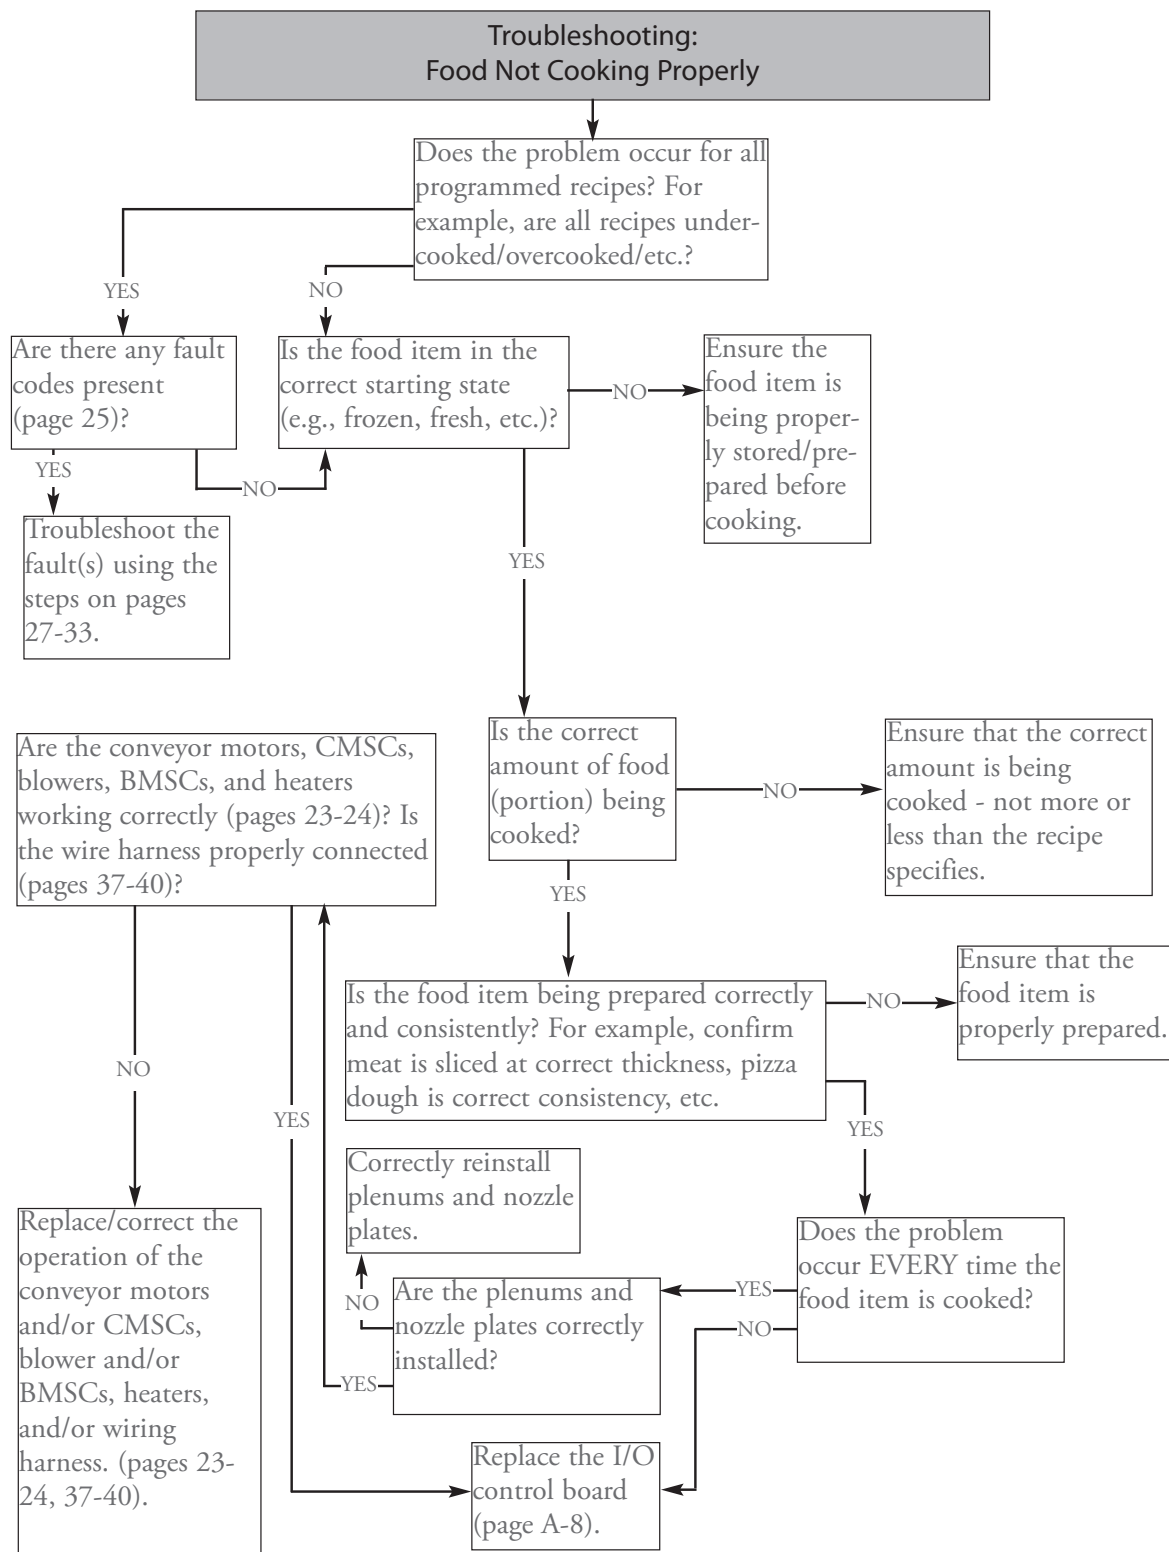 Troubleshooting:
Food Not Cooking Properly
Does the problem occur for all
programmed recipes? For
example, are all recipes under-
cooked/overcooked/etc.?
YES
NO
Are there any fault
codes present
(page 25)?
Is the food item in the
correct starting state
(e.g., frozen, fresh, etc.)?
NO
Ensure the
food item is
being proper-
ly stored/pre-
pared before
cooking.
YES
NO
Troubleshoot the
fault(s) using the
steps on pages
27-33.
YES
Are the conveyor motors, CMSCs,
blowers, BMSCs, and heaters
working correctly (pages 23-24)? Is
the wire harness properly connected
(pages 37-40)?
Is the correct
amount of food
(portion) being
cooked?
NO
Ensure that the correct
amount is being
cooked - not more or
less than the recipe
specifies.
YES
Is the food item being prepared correctly
and consistently? For example, confirm
meat is sliced at correct thickness, pizza
dough is correct consistency, etc.
NO
Ensure that the
food item is
properly prepared.
NO
YES
YES
Correctly reinstall
plenums and nozzle
plates.
Replace/correct the
operation of the
conveyor motors
and/or CMSCs,
blower and/or
BMSCs, heaters,
and/or wiring
harness. (pages 23-
24, 37-40).
Does the problem
occur EVERY time the
food item is cooked?
YES
NO
Are the plenums and
nozzle plates correctly
installed?
NO
YES
Replace the I/O
control board
(page A-8).